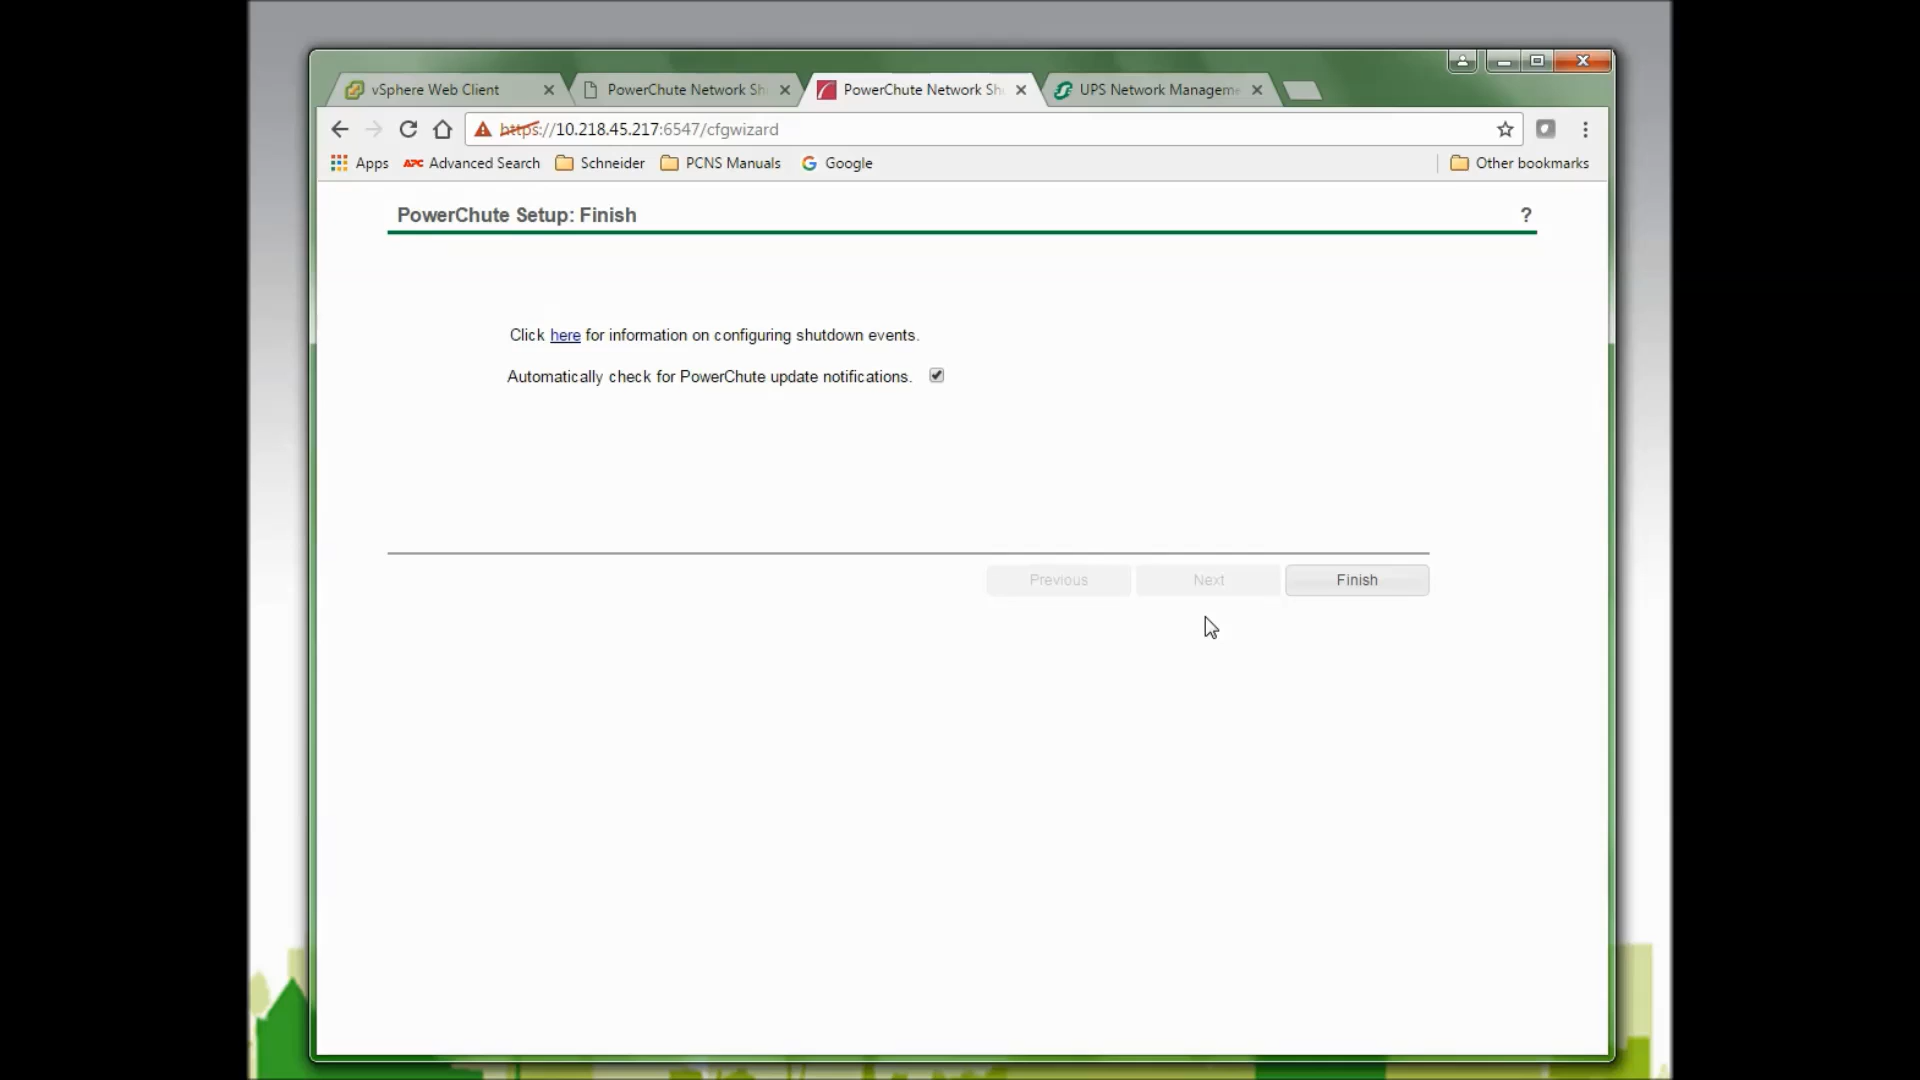 vSphere Web Client
PowerChute Network Sh
PowerChute Network Sh
UPS Network Manageme
https://10.218.45.217:6547/cfgwizard
Apps
APC Advanced Search
Schneider
PCNS Manuals
Google
Other bookmarks
PowerChute Setup: Finish
?
Click here for information on configuring shutdown events.
Automatically check for PowerChute update notifications.
Previous
Next
Finish